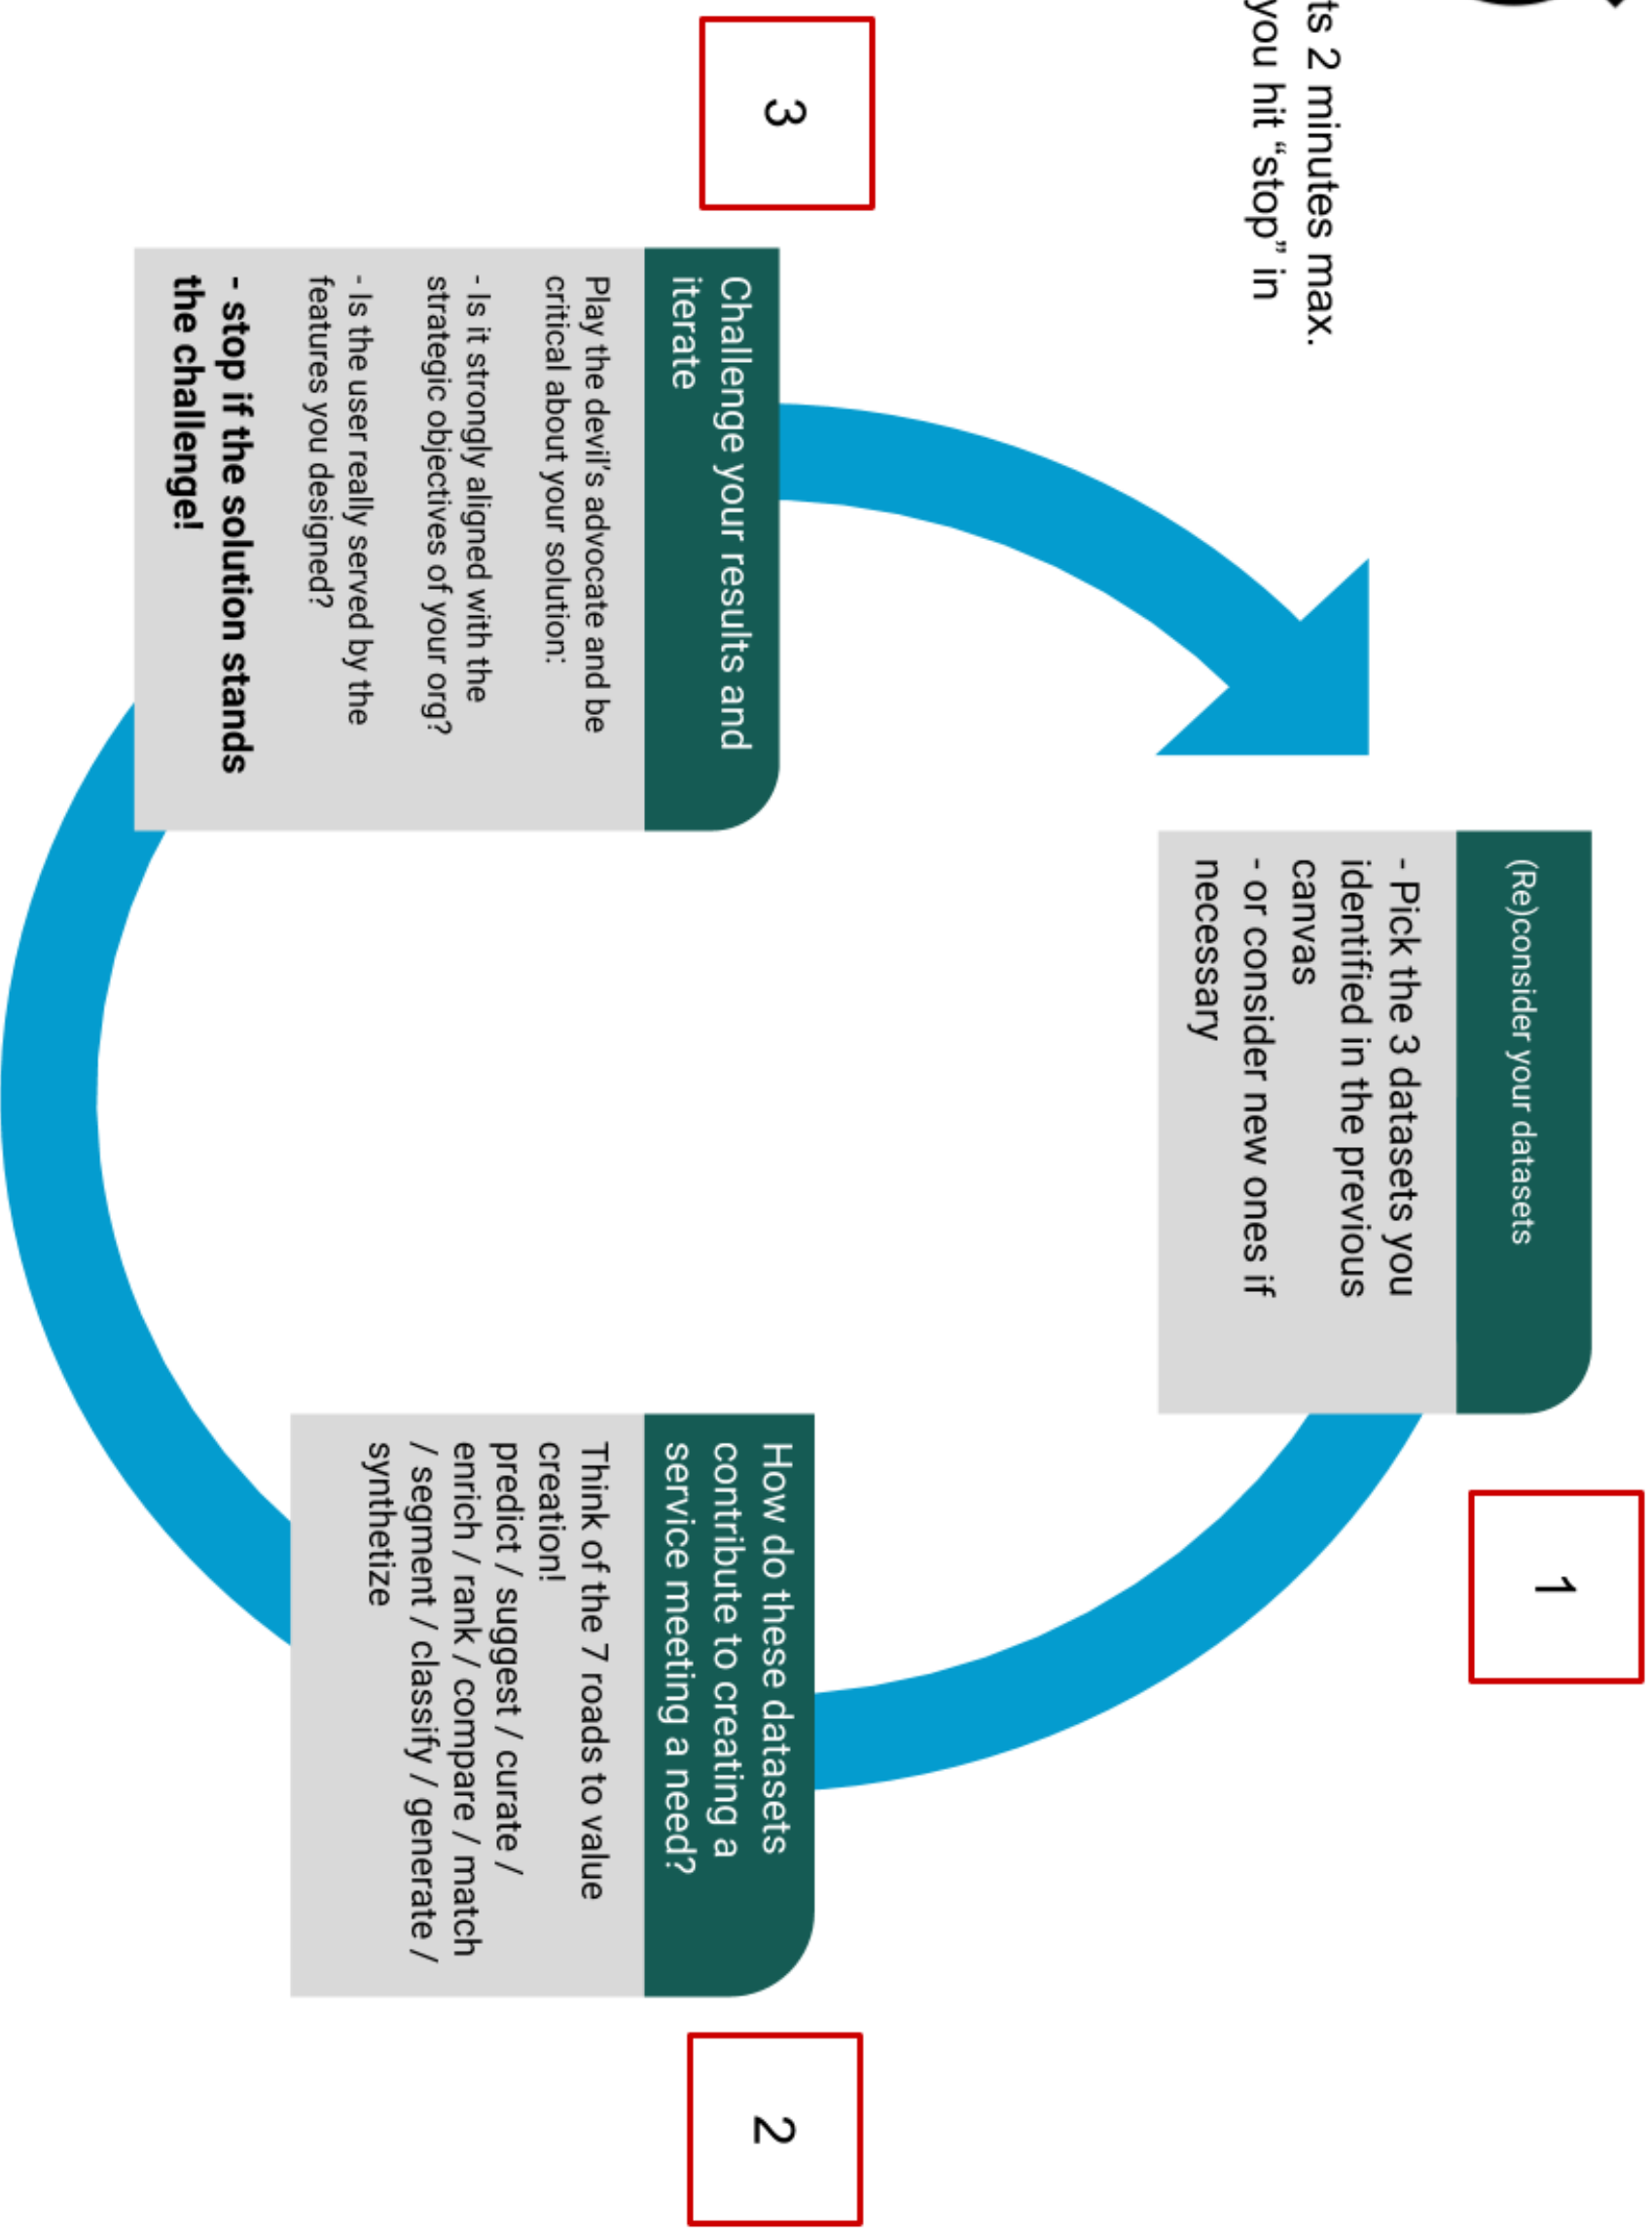 ts 2 minutes max.
you hit “stop” in
(Re)consider your datasets
- Pick the 3 datasets you
identified in the previous
canvas
- or consider new ones if
necessary
1
How do these datasets
contribute to creating a
service meeting a need?
Think of the 7 roads to value
creation!
predict / suggest / curate /
enrich / rank / compare / match
/ segment / classify / generate /
synthetize
2
3
Challenge your results and
iterate
Play the devil’s advocate and be
critical about your solution:
- Is it strongly aligned with the
strategic objectives of your org?
- Is the user really served by the
features you designed?
- stop if the solution stands
the challenge!